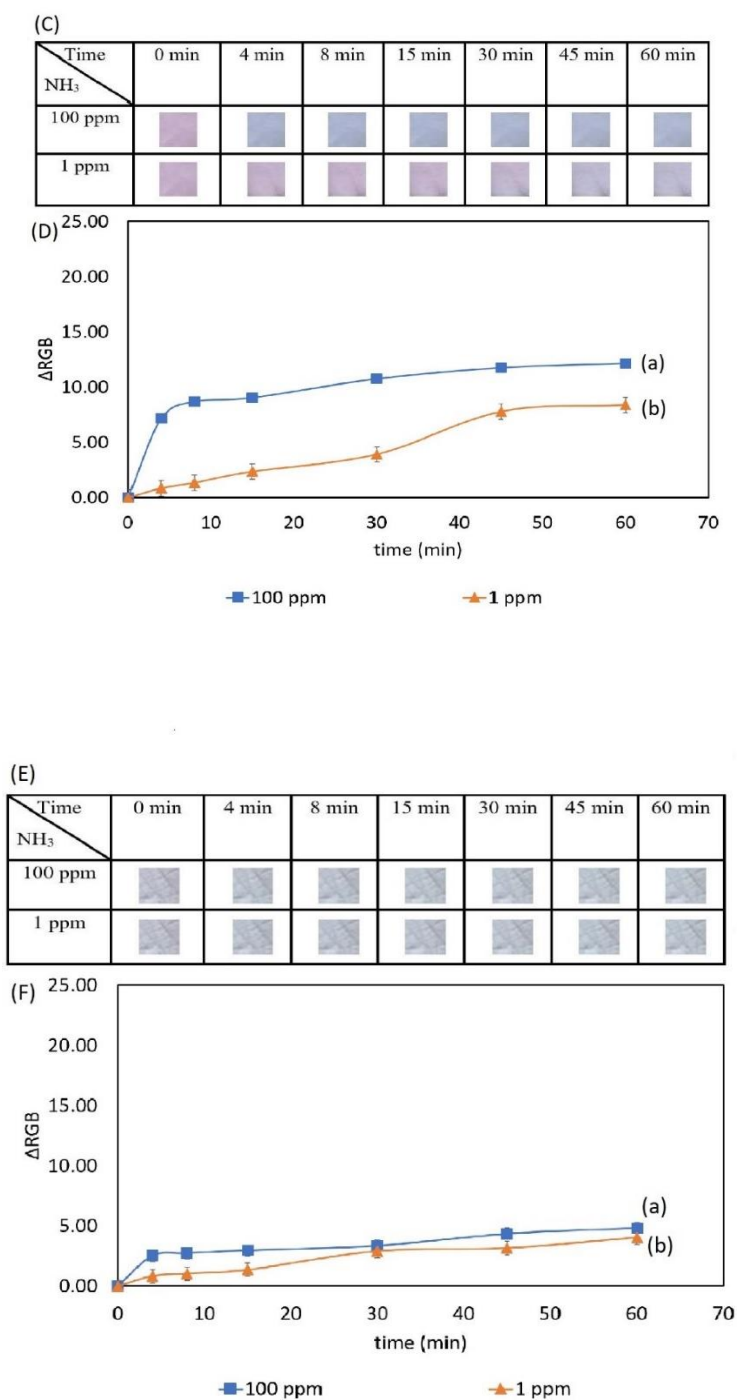 (C)
Time 0 min 4 min 8 min 15 min 30 min 45 min 60 min
NH₃
100 ppm
1 ppm
(D)
25.00
20.00
15.00
10.00
5.00
0.00
ΔRGB
(a)
(b)
0 10 20 30 40 50 60 70
time (min)
100 ppm 1 ppm
(E)
Time 0 min 4 min 8 min 15 min 30 min 45 min 60 min
NH₃
100 ppm
1 ppm
(F)
25.00
20.00
15.00
10.00
5.00
0.00
ΔRGB
(a)
(b)
0 10 20 30 40 50 60 70
time (min)
100 ppm 1 ppm